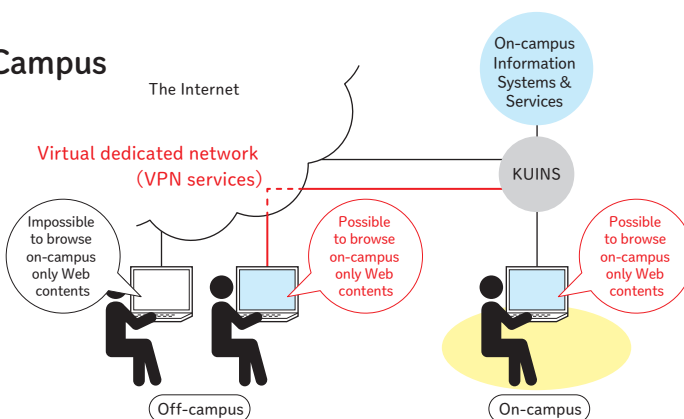 Campus
The Internet
On-campus
Information
Systems &
Services
Virtual dedicated network
(VPN services)
KUINS
Impossible
to browse
on-campus
only Web
contents
Possible
to browse
on-campus
only Web
contents
Possible
to browse
on-campus
only Web
contents
Off-campus
On-campus